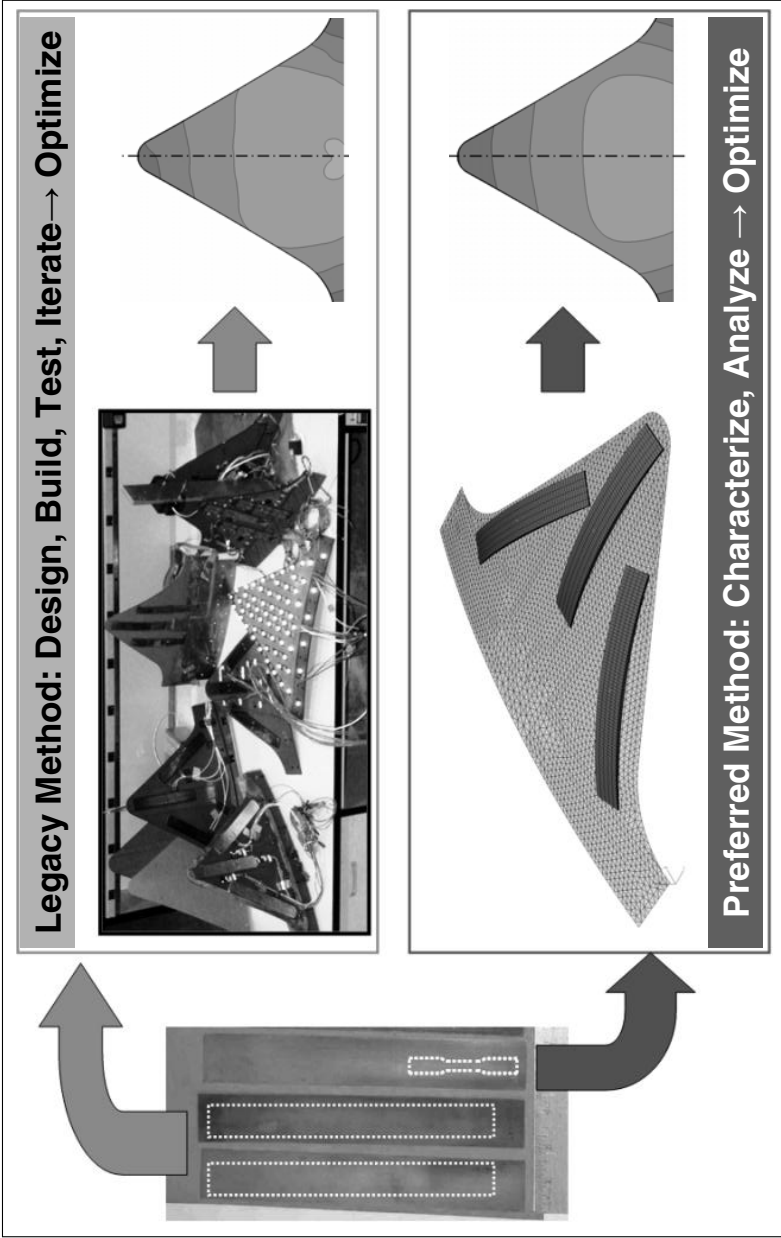 Legacy Method: Design, Build, Test, Iterate→ Optimize
Preferred Method: Characterize, Analyze → Optimize